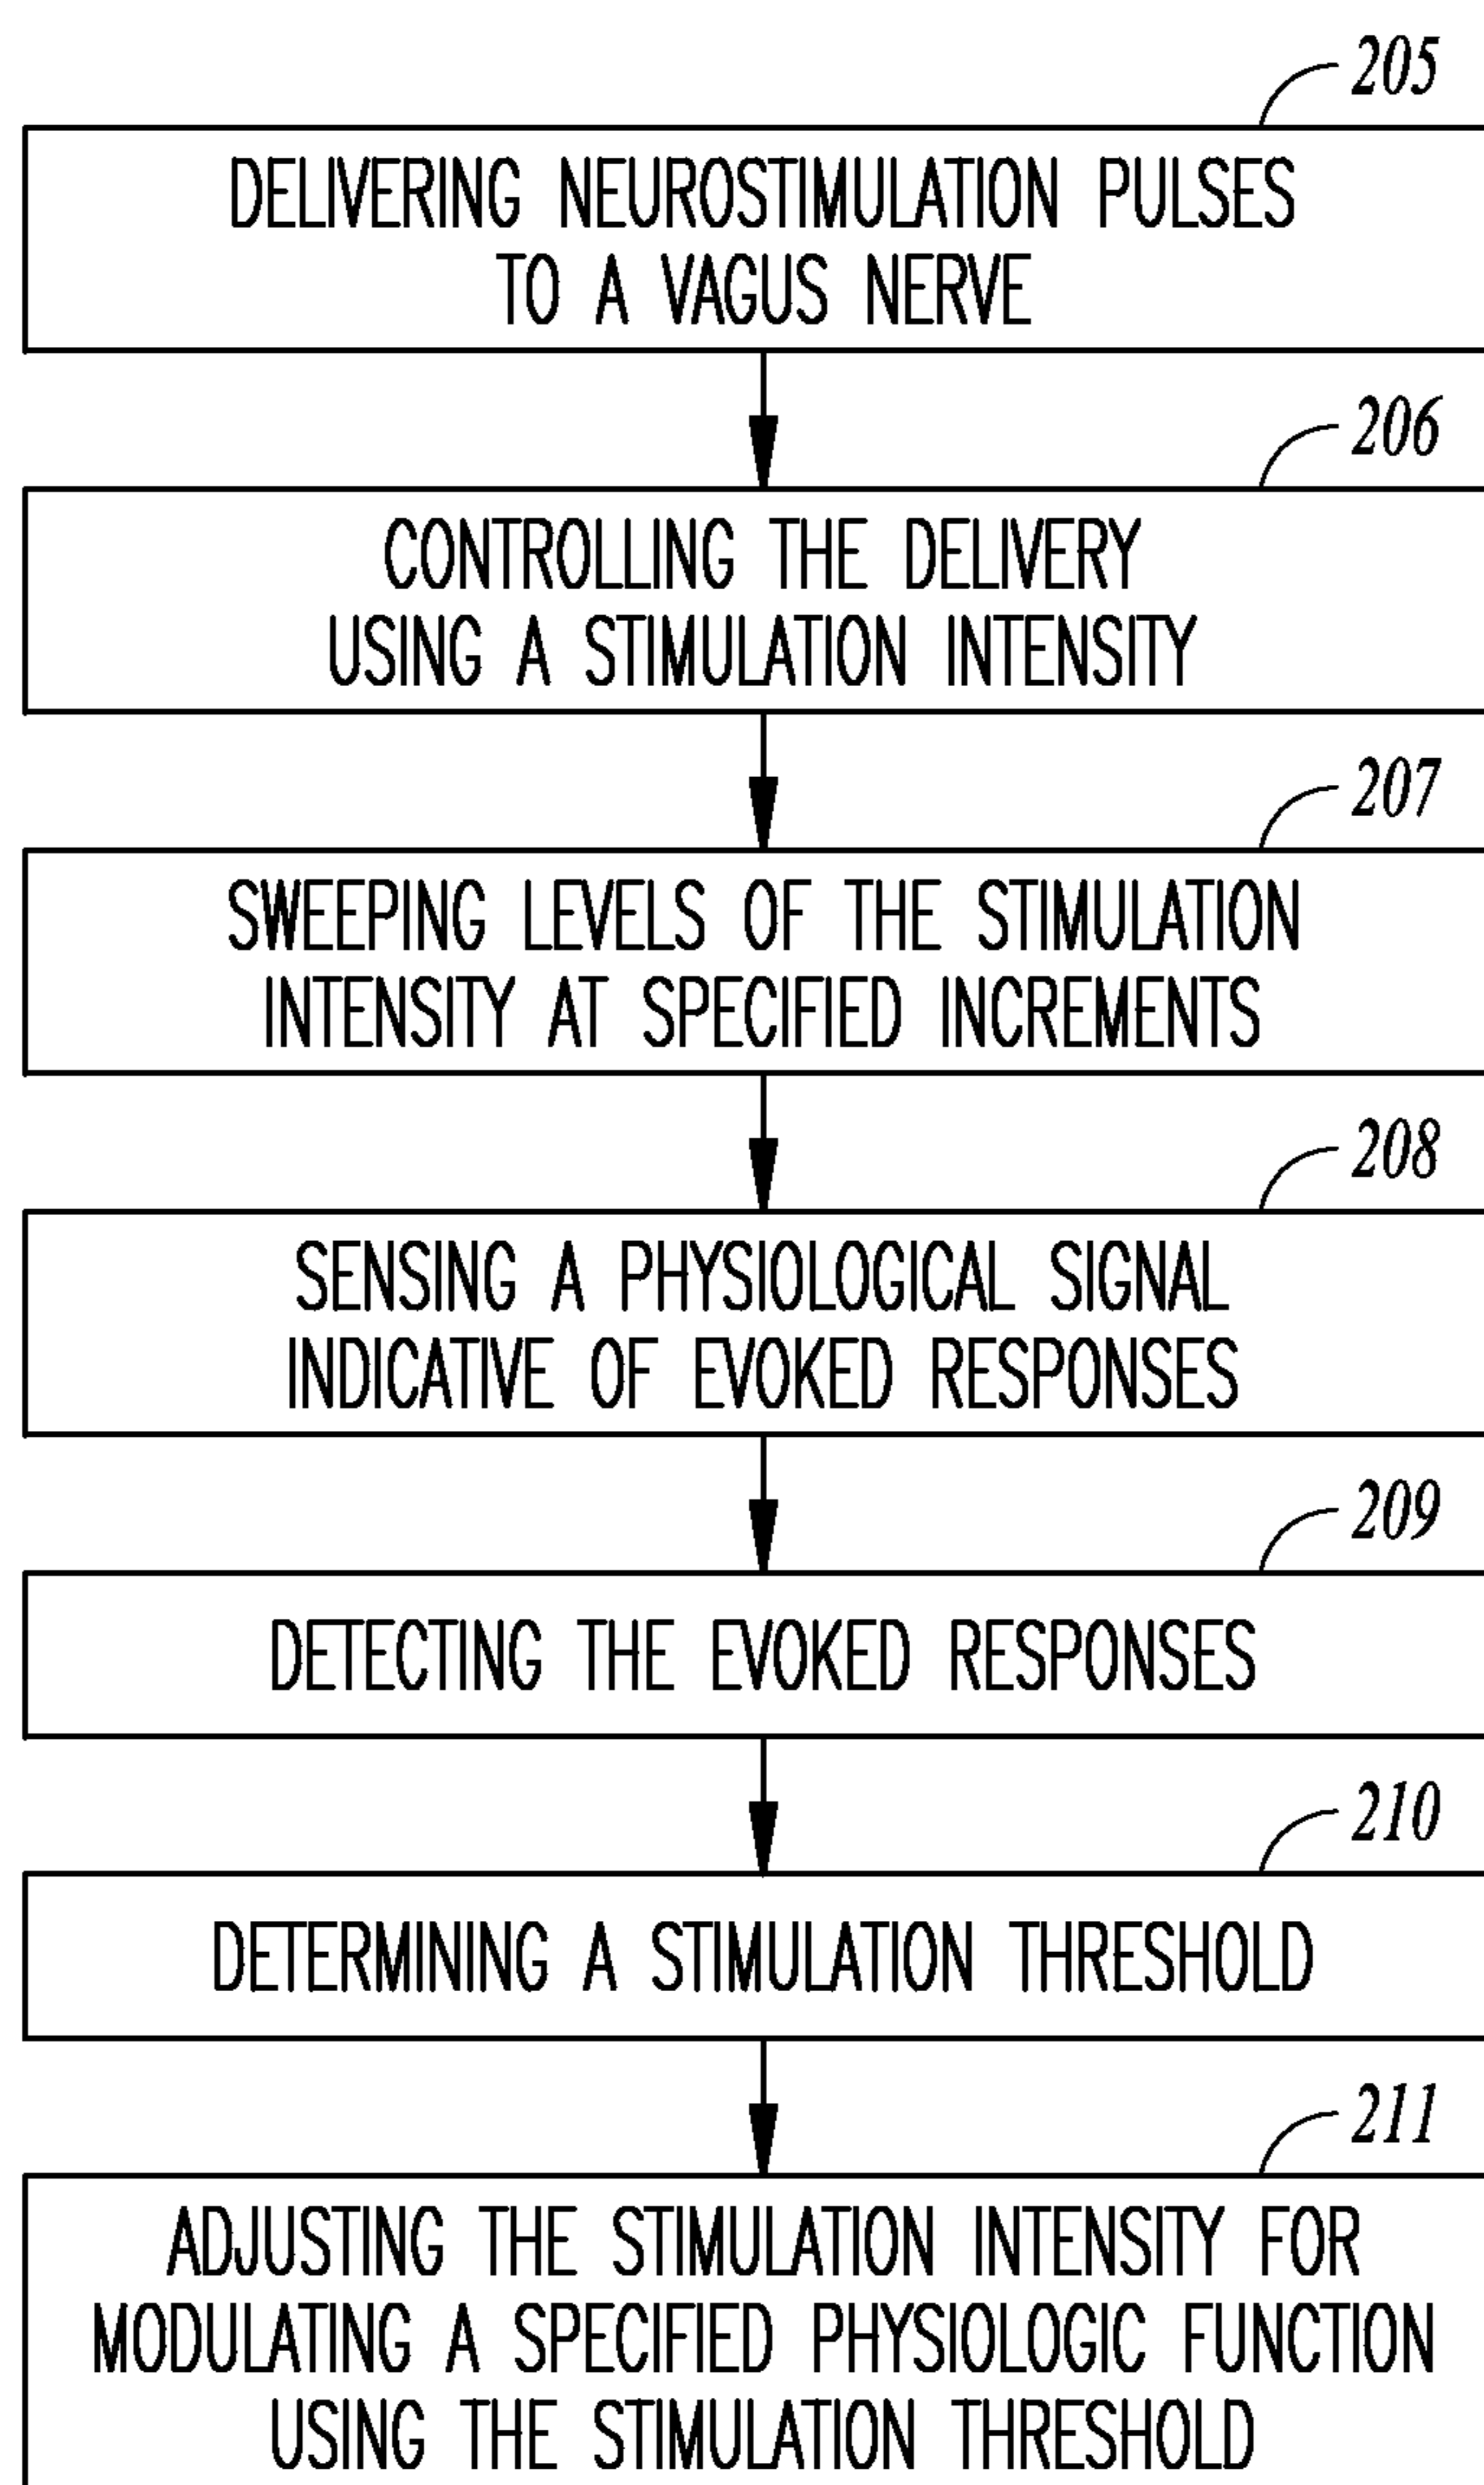 205
DELIVERING NEUROSTIMULATION PULSES
TO A VAGUS NERVE
206
CONTROLLING THE DELIVERY
USING A STIMULATION INTENSITY
207
SWEEPING LEVELS OF THE STIMULATION
INTENSITY AT SPECIFIED INCREMENTS
208
SENSING A PHYSIOLOGICAL SIGNAL
INDICATIVE OF EVOKED RESPONSES
209
DETECTING THE EVOKED RESPONSES
210
DETERMINING A STIMULATION THRESHOLD
211
ADJUSTING THE STIMULATION INTENSITY FOR
MODULATING A SPECIFIED PHYSIOLOGIC FUNCTION
USING THE STIMULATION THRESHOLD